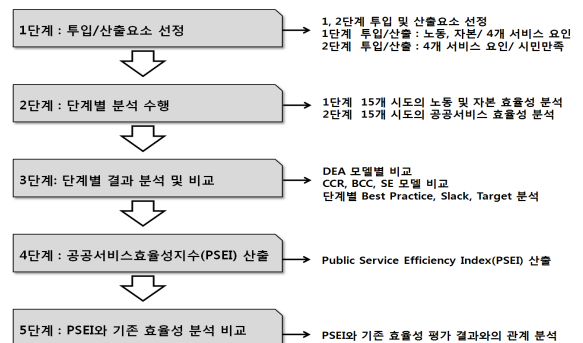 1단계 : 투입/산출요소 선정
1, 2단계 투입 및 산출요소 선정
1단계 투입/산출 : 노동, 자본/ 4개 서비스 요인
2단계 투입/산출 : 4개 서비스 요인/ 시민만족
2단계 : 단계별 분석 수행
1단계 15개 시도의 노동 및 자본 효율성 분석
2단계 15개 시도의 공공서비스 효율성 분석
3단계: 단계별 결과 분석 및 비교
DEA 모델별 비교
CCR, BCC, SE 모델 비교
단계별 Best Practice, Slack, Target 분석
4단계 : 공공서비스효율성지수(PSEI) 산출
Public Service Efficiency Index(PSEI) 산출
5단계 : PSEI와 기존 효율성 분석 비교
PSEI와 기존 효율성 평가 결과와의 관계 분석